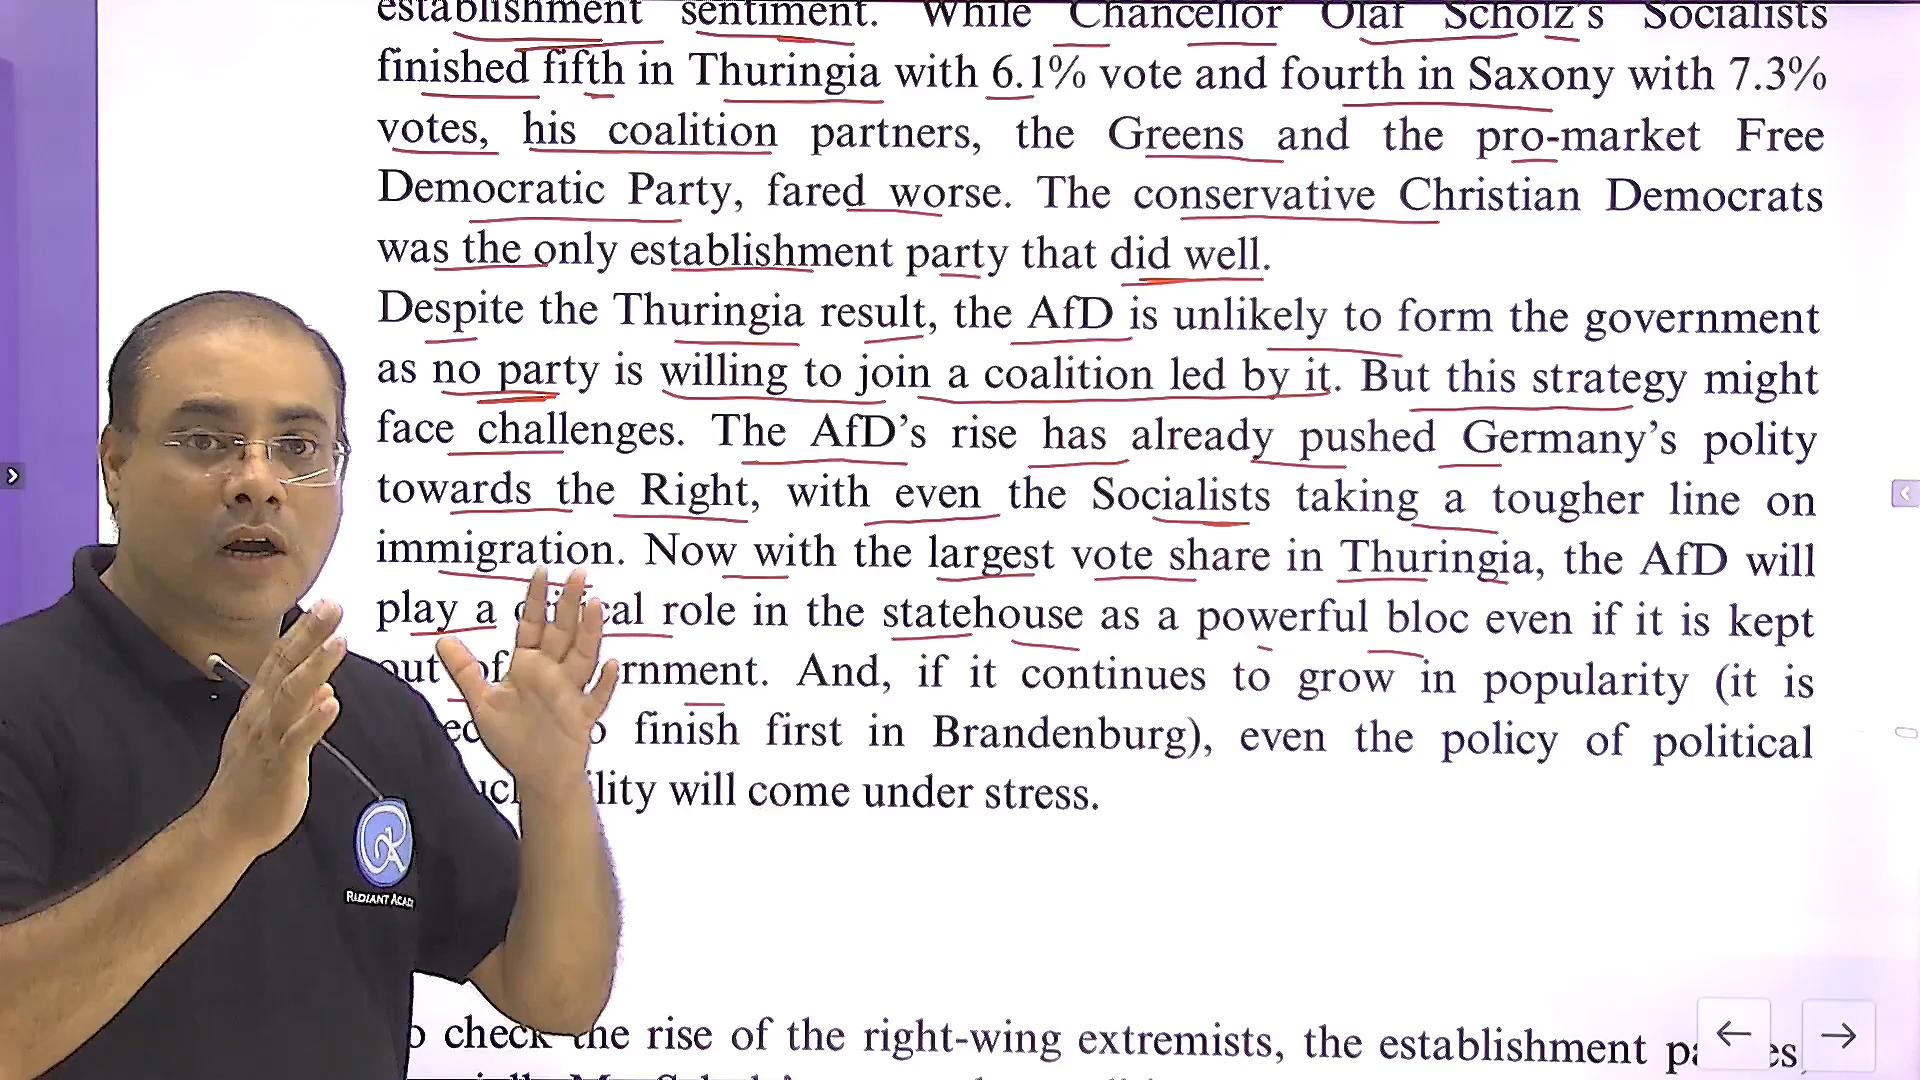 establishment sentiment. While Chancellor Olaf Scholz's Socialists
finished fifth in Thuringia with 6.1% vote and fourth in Saxony with 7.3%
votes, his coalition partners, the Greens and the pro-market Free
Democratic Party, fared worse. The conservative Christian Democrats
was the only establishment party that did well.
Despite the Thuringia result, the AfD is unlikely to form the government
as no party is willing to join a coalition led by it. But this strategy might
face challenges. The AfD's rise has already pushed Germany's polity
towards the Right, with even the Socialists taking a tougher line on
immigration. Now with the largest vote share in Thuringia, the AfD will
play a role in the statehouse as a powerful bloc even if it is kept
out of rnment. And, if it continues to grow in popularity (it is
finish first in Brandenburg), even the policy of political
lity will come under stress.
check the rise of the right-wing extremists, the establishment
RADIANT ACAD